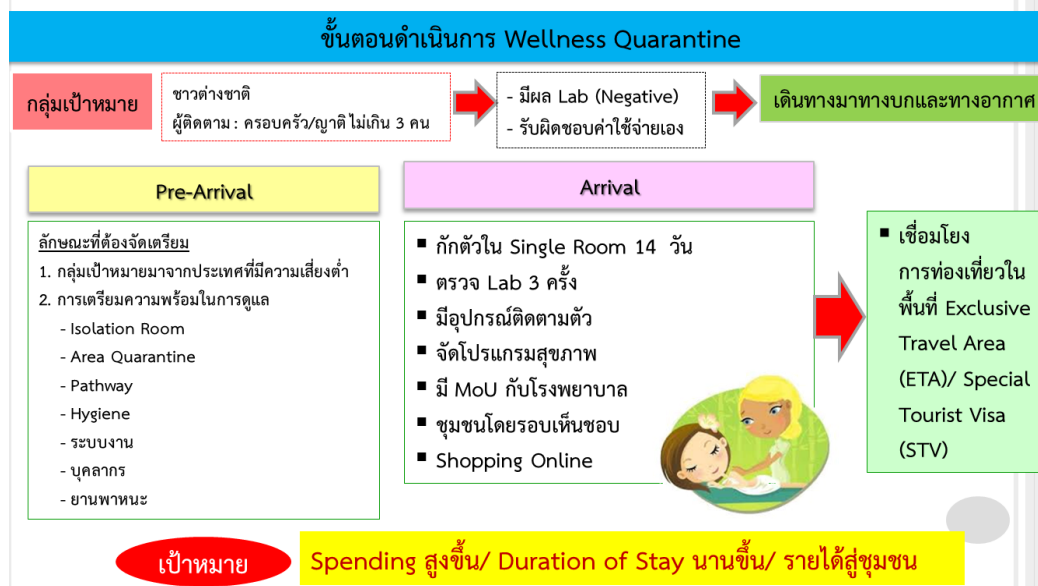 ขั้นตอนดำเนินการ Wellness Quarantine
กลุ่มเป้าหมาย
ชาวต่างชาติ
ผู้ติดตาม : ครอบครัว/ญาติ ไม่เกิน 3 คน
- มีผล Lab (Negative)
- รับผิดชอบค่าใช้จ่ายเอง
เดินทางมาทางบกและทางอากาศ
Pre-Arrival
ลักษณะที่ต้องจัดเตรียม
1. กลุ่มเป้าหมายมาจากประเทศที่มีความเสี่ยงต่ำ
2. การเตรียมความพร้อมในการดูแล
- Isolation Room
- Area Quarantine
- Pathway
- Hygiene
- ระบบงาน
- บุคลากร
- ยานพาหนะ
Arrival
▪ กักตัวใน Single Room 14 วัน
▪ ตรวจ Lab 3 ครั้ง
▪ มีอุปกรณ์ติดตามตัว
▪ จัดโปรแกรมสุขภาพ
▪ มี MoU กับโรงพยาบาล
▪ ชุมชนโดยรอบเห็นชอบ
▪ Shopping Online
▪ เชื่อมโยง
การท่องเที่ยวใน
พื้นที่ Exclusive
Travel Area
(ETA)/ Special
Tourist Visa
(STV)
เป้าหมาย
Spending สูงขึ้น/ Duration of Stay นานขึ้น/ รายได้สู่ชุมชน